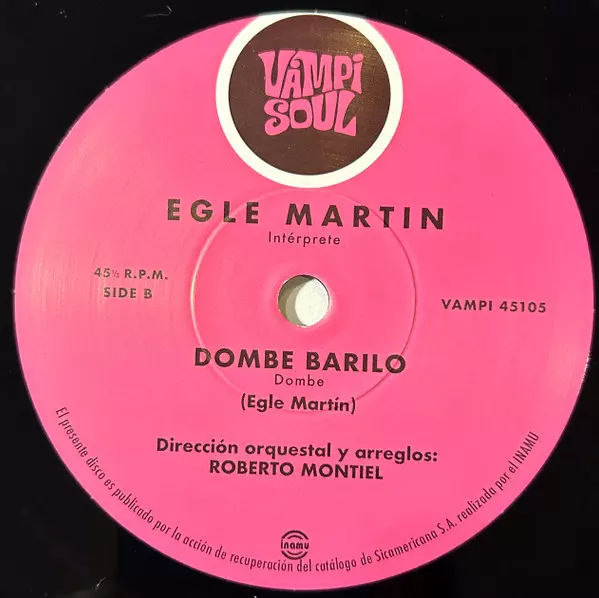 VAMPI
SOUL
EGLE MARTIN
Intérprete
45½ R.P.M.
SIDE B
VAMPI 45105
DOMBE BARILO
Dombe
(Egle Martín)
Dirección orquestal y arreglos:
ROBERTO MONTIEL
inamu
El presente disco es publicado por la acción de recuperación del catálogo de Sicamericana S.A. realizada por el INAMU